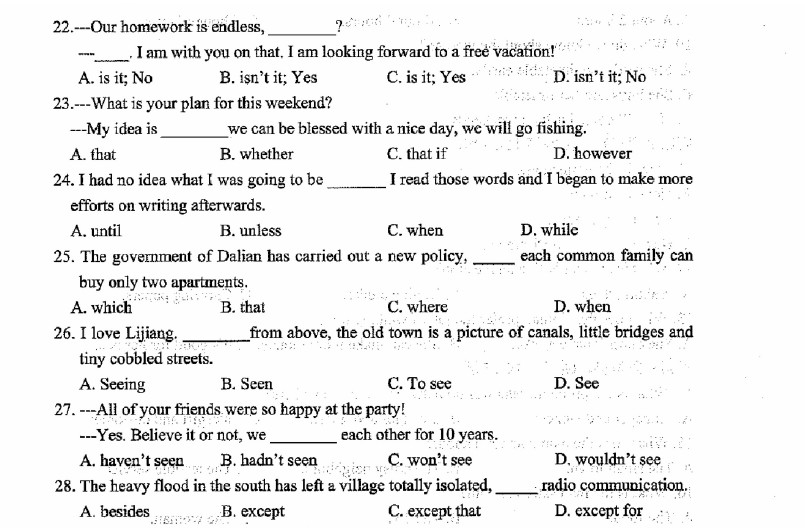 22.---Our homework is endless, ________?
---_____. I am with you on that. I am looking forward to a free vacation!
A. is it; No B. isn't it; Yes C. is it; Yes D. isn't it; No
23.---What is your plan for this weekend?
---My idea is ________we can be blessed with a nice day, we will go fishing.
A. that B. whether C. that if D. however
24. I had no idea what I was going to be _______ I read those words and I began to make more
efforts on writing afterwards.
A. until B. unless C. when D. while
25. The government of Dalian has carried out a new policy, _____ each common family can
buy only two apartments.
A. which B. that C. where D. when
26. I love Lijiang. ________from above, the old town is a picture of canals, little bridges and
tiny cobbled streets.
A. Seeing B. Seen C. To see D. See
27. ---All of your friends were so happy at the party!
---Yes. Believe it or not, we ________ each other for 10 years.
A. haven't seen B. hadn't seen C. won't see D. wouldn't see
28. The heavy flood in the south has left a village totally isolated, _____ radio communication.
A. besides B. except C. except that D. except for